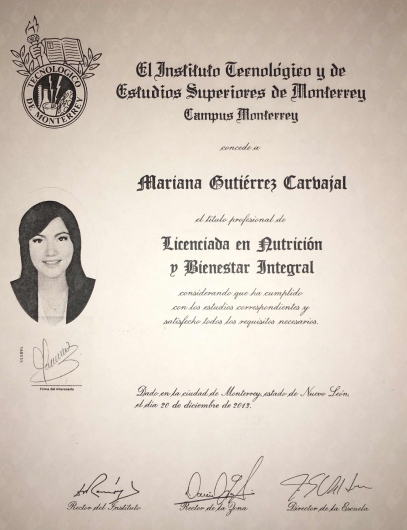 TECNOLOGICO
DE MONTERREY
El Instituto Tecnológico y de
Estudios Superiores de Monterrey
Campus Monterrey
concede a
Mariana Gutiérrez Carbajal
el título profesional de
Licenciada en Nutrición
y Bienestar Integral
considerando que ha cumplido
con los estudios correspondientes y
satisfecho todos los requisitos necesarios.
Firma del interesado
Dado en la ciudad de Monterrey, estado de Nuevo León,
el día 20 de diciembre de 2013.
Rector del Instituto
Rector de la Zona
Director de la Escuela